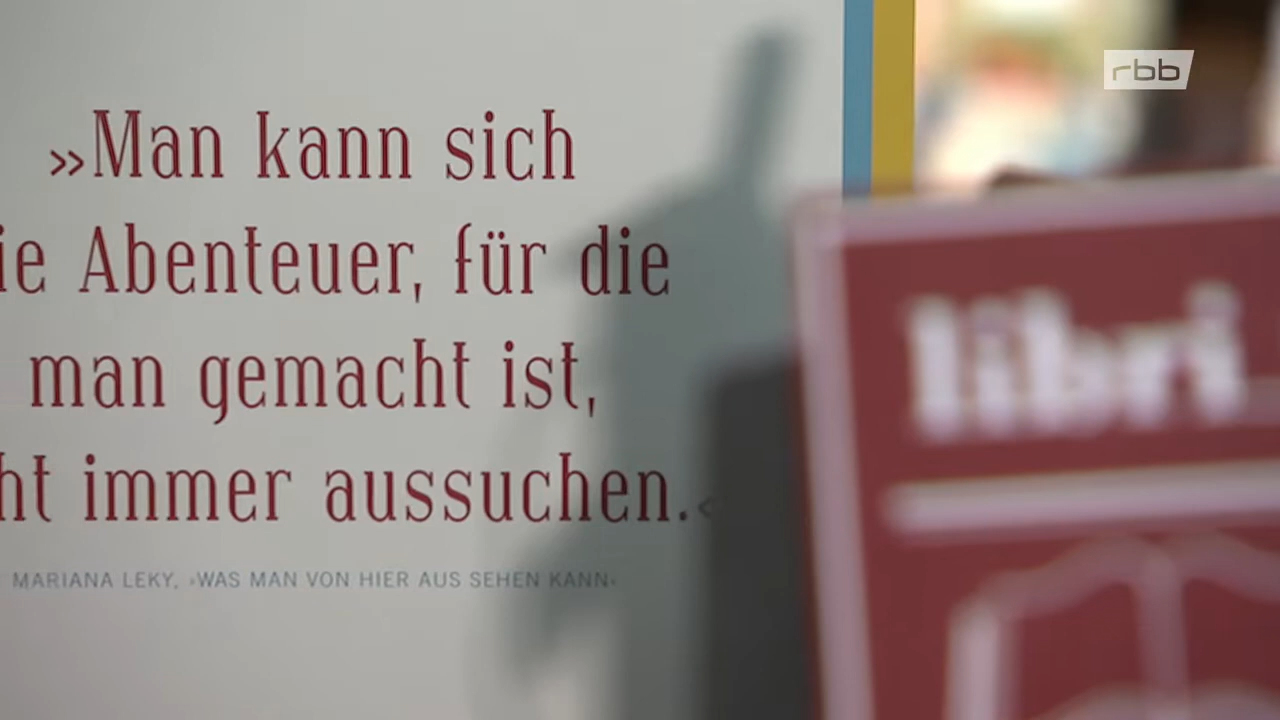 »Man kann sich
ie Abenteuer, für die
man gemacht ist,
ht immer aussuchen.‹
MARIANA LEKY, ›WAS MAN VON HIER AUS SEHEN KANN‹
rbb
libri